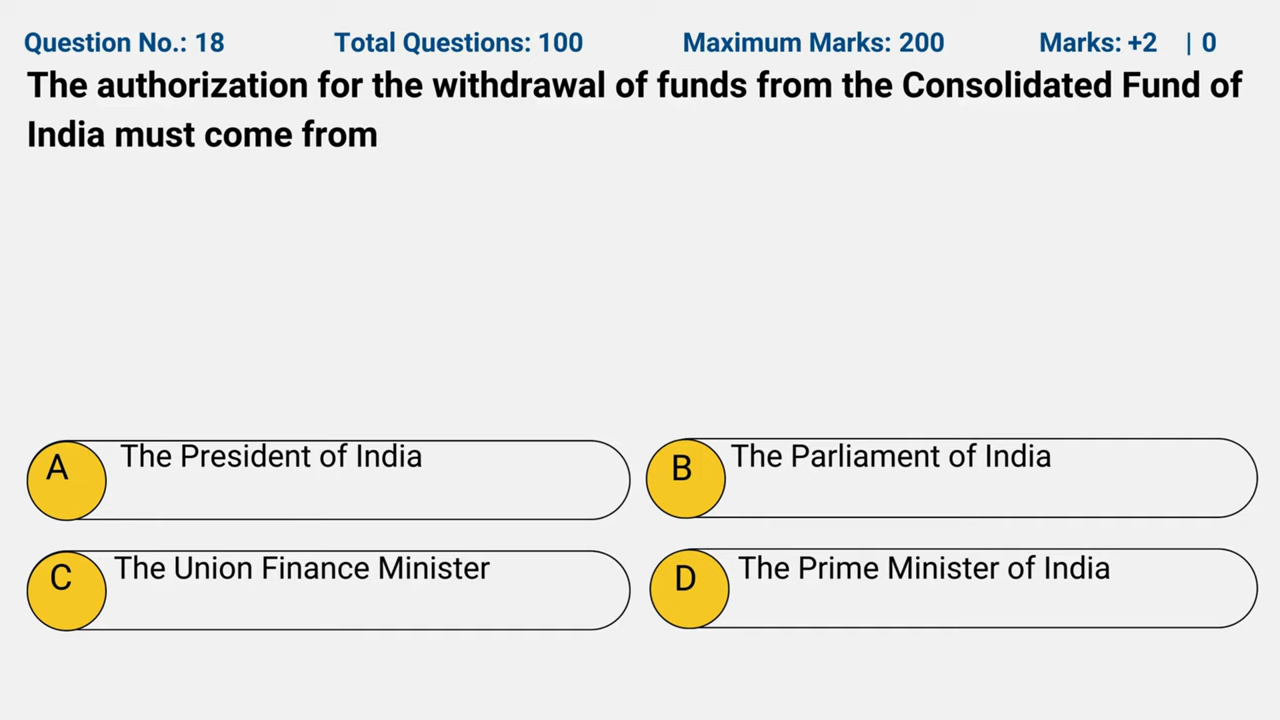 Question No.: 18 Total Questions: 100 Maximum Marks: 200 Marks: +2 | 0
The authorization for the withdrawal of funds from the Consolidated Fund of
India must come from
A The President of India
B The Parliament of India
C The Union Finance Minister
D The Prime Minister of India